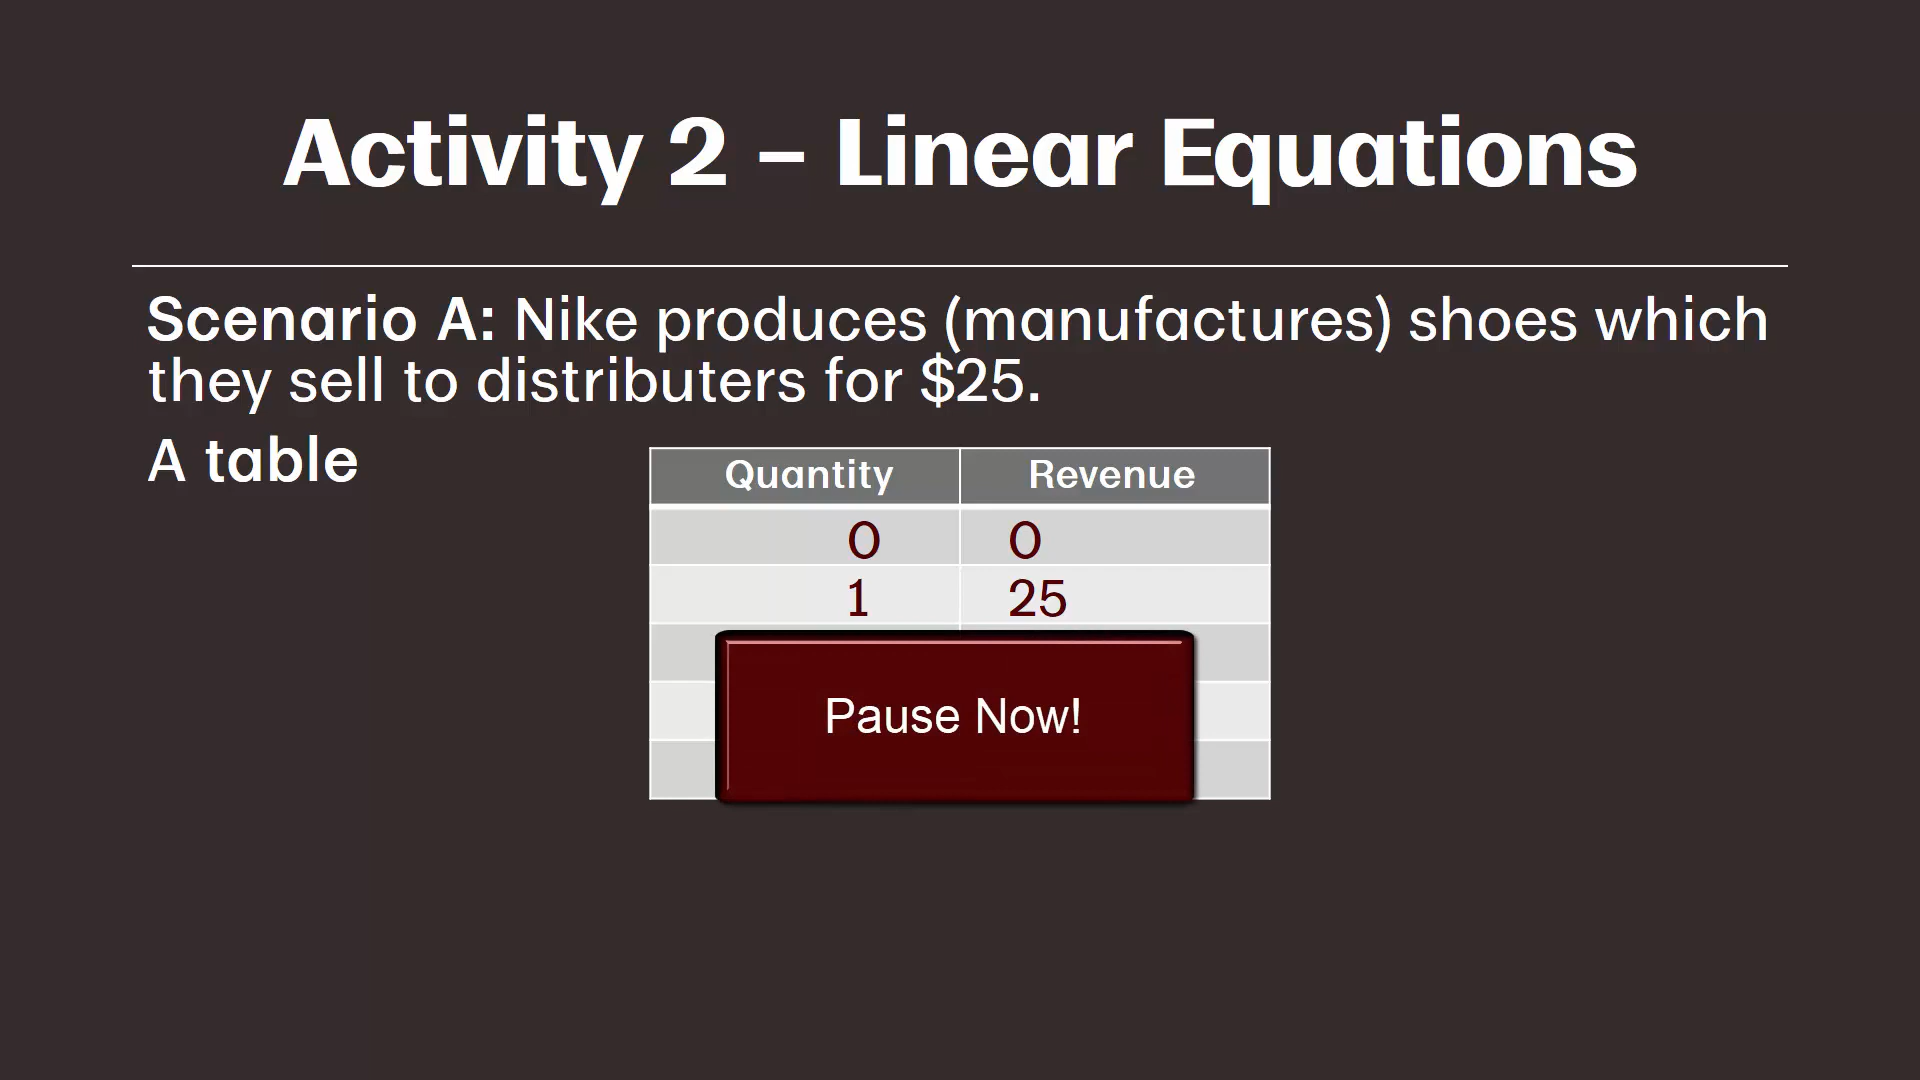 Activity 2 – Linear Equations
Scenario A: Nike produces (manufactures) shoes which
they sell to distributers for $25.
A table
Quantity Revenue
0 0
1 25
Pause Now!